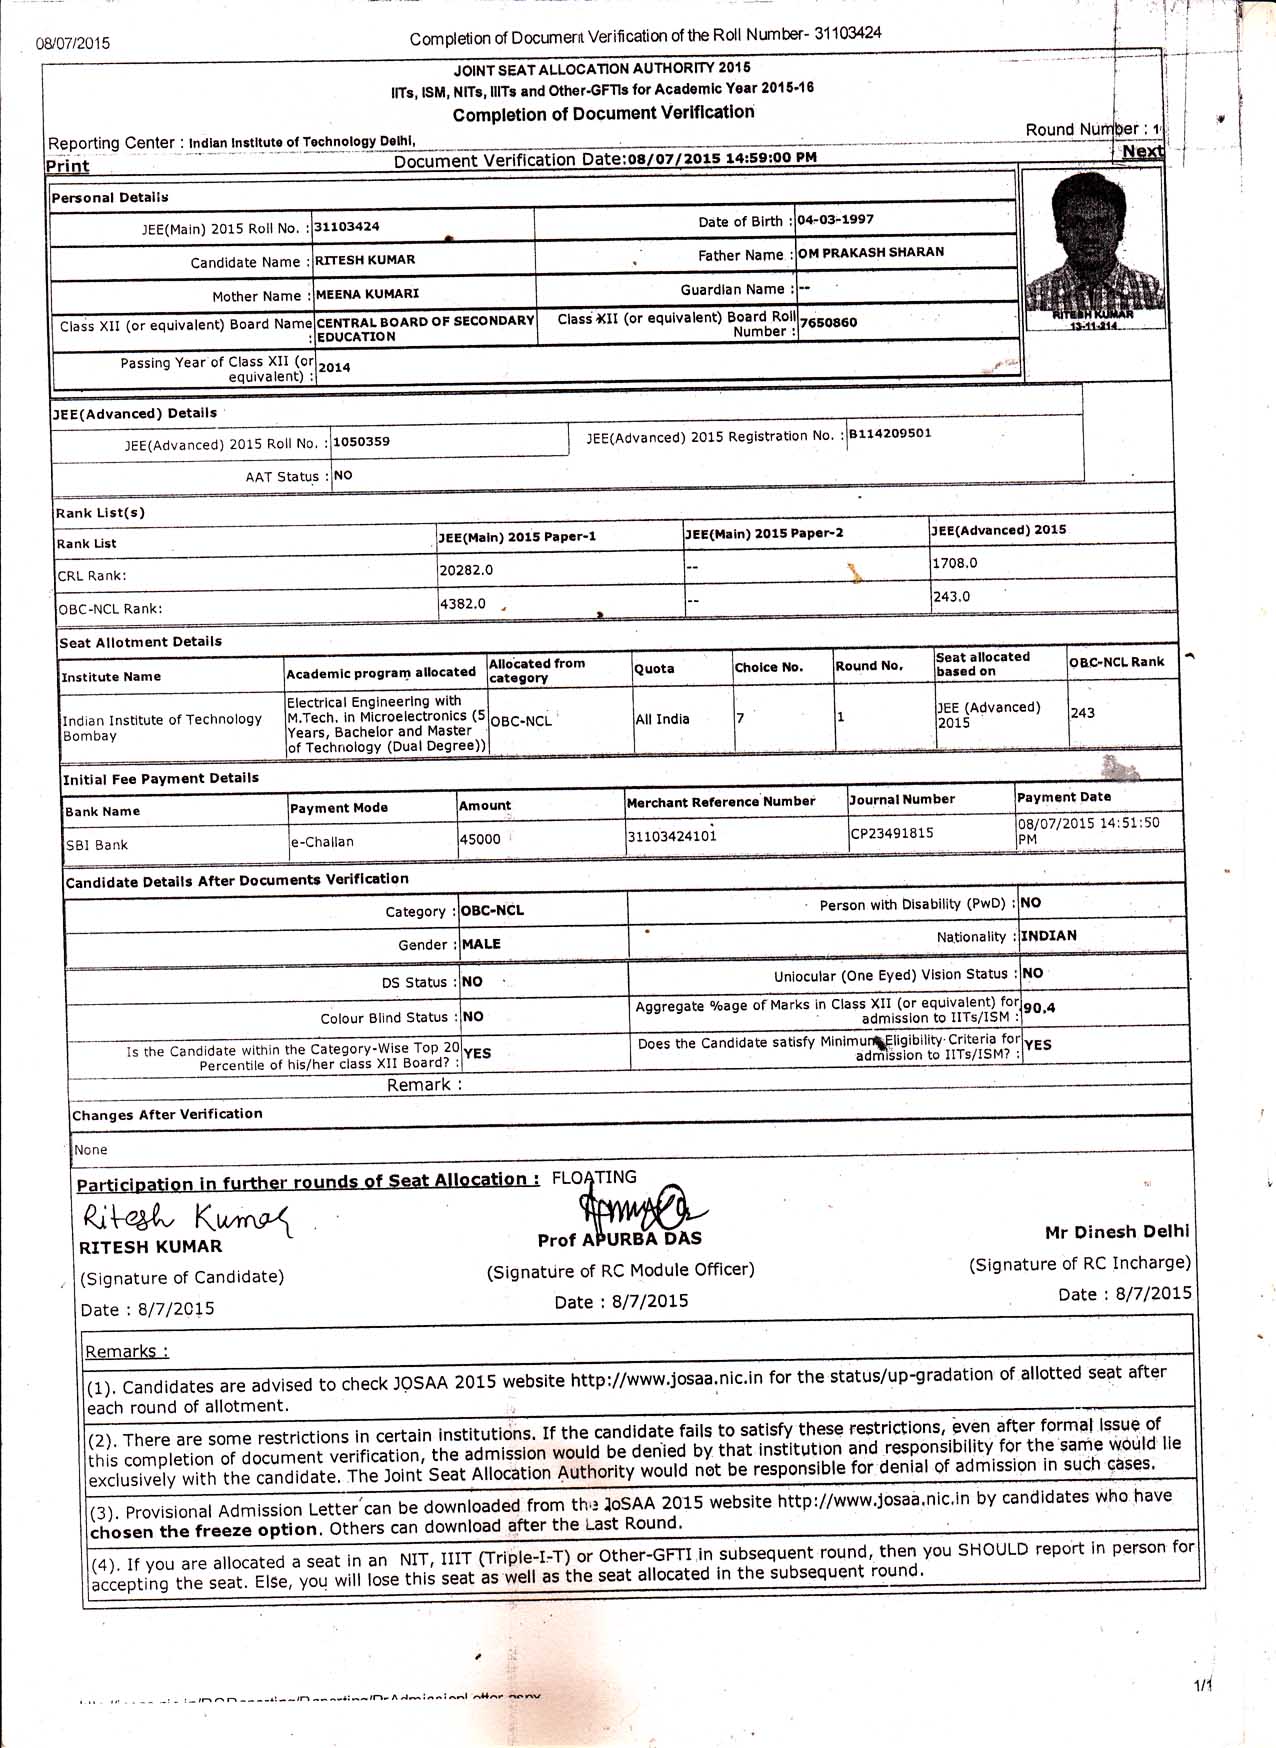 08/07/2015
Completion of Document Verification of the Roll Number- 31103424
JOINT SEAT ALLOCATION AUTHORITY 2015
IITs, ISM, NITs, IIITs and Other-GFTIs for Academic Year 2015-16
Completion of Document Verification
Reporting Center : Indian Institute of Technology Delhi,
Round Number : 1
Print
Document Verification Date:08/07/2015 14:59:00 PM
Next
Personal Details
JEE(Main) 2015 Roll No. : 31103424
Date of Birth : 04-03-1997
Candidate Name : RITESH KUMAR
Father Name : OM PRAKASH SHARAN
Mother Name : MEENA KUMARI
Guardian Name : --
Class XII (or equivalent) Board Name CENTRAL BOARD OF SECONDARY
: EDUCATION
Class XII (or equivalent) Board Roll 7650860
Number :
Passing Year of Class XII (or 2014
equivalent) :
RITESH KUMAR
13-11-214
JEE(Advanced) Details
JEE(Advanced) 2015 Roll No. : 1050359
JEE(Advanced) 2015 Registration No. : B114209501
AAT Status : NO
Rank List(s)
Rank List JEE(Main) 2015 Paper-1 JEE(Main) 2015 Paper-2 JEE(Advanced) 2015
CRL Rank: 20282.0 -- 1708.0
OBC-NCL Rank: 4382.0 -- 243.0
Seat Allotment Details
Institute Name
Academic program allocated
Allocated from
category
Quota
Choice No.
Round No.
Seat allocated
based on
OBC-NCL Rank
Indian Institute of Technology
Bombay
Electrical Engineering with
M.Tech. in Microelectronics (5
Years, Bachelor and Master
of Technology (Dual Degree))
OBC-NCL
All India
7
1
JEE (Advanced)
2015
243
Initial Fee Payment Details
Bank Name Payment Mode Amount Merchant Reference Number Journal Number Payment Date
SBI Bank e-Challan 45000 31103424101 CP23491815 08/07/2015 14:51:50
PM
Candidate Details After Documents Verification
Category : OBC-NCL
Person with Disability (PwD) : NO
Gender : MALE
Nationality : INDIAN
DS Status : NO
Uniocular (One Eyed) Vision Status : NO
Colour Blind Status : NO
Aggregate %age of Marks in Class XII (or equivalent) for 90.4
admission to IITs/ISM :
Is the Candidate within the Category-Wise Top 20 YES
Percentile of his/her class XII Board? :
Does the Candidate satisfy Minimum Eligibility Criteria for YES
admission to IITs/ISM? :
Remark :
Changes After Verification
None
Participation in further rounds of Seat Allocation : FLOATING
Ritesh Kumar
RITESH KUMAR
Prof APURBA DAS
Mr Dinesh Delhi
(Signature of Candidate)
(Signature of RC Module Officer)
(Signature of RC Incharge)
Date : 8/7/2015
Date : 8/7/2015
Date : 8/7/2015
Remarks :
(1). Candidates are advised to check JOSAA 2015 website http://www.josaa.nic.in for the status/up-gradation of allotted seat after
each round of allotment.
(2). There are some restrictions in certain institutions. If the candidate fails to satisfy these restrictions, even after formal issue of
this completion of document verification, the admission would be denied by that institution and responsibility for the same would lie
exclusively with the candidate. The Joint Seat Allocation Authority would not be responsible for denial of admission in such cases.
(3). Provisional Admission Letter can be downloaded from the JoSAA 2015 website http://www.josaa.nic.in by candidates who have
chosen the freeze option. Others can download after the Last Round.
(4). If you are allocated a seat in an NIT, IIIT (Triple-I-T) or Other-GFTI in subsequent round, then you SHOULD report in person for
accepting the seat. Else, you will lose this seat as well as the seat allocated in the subsequent round.
1/1